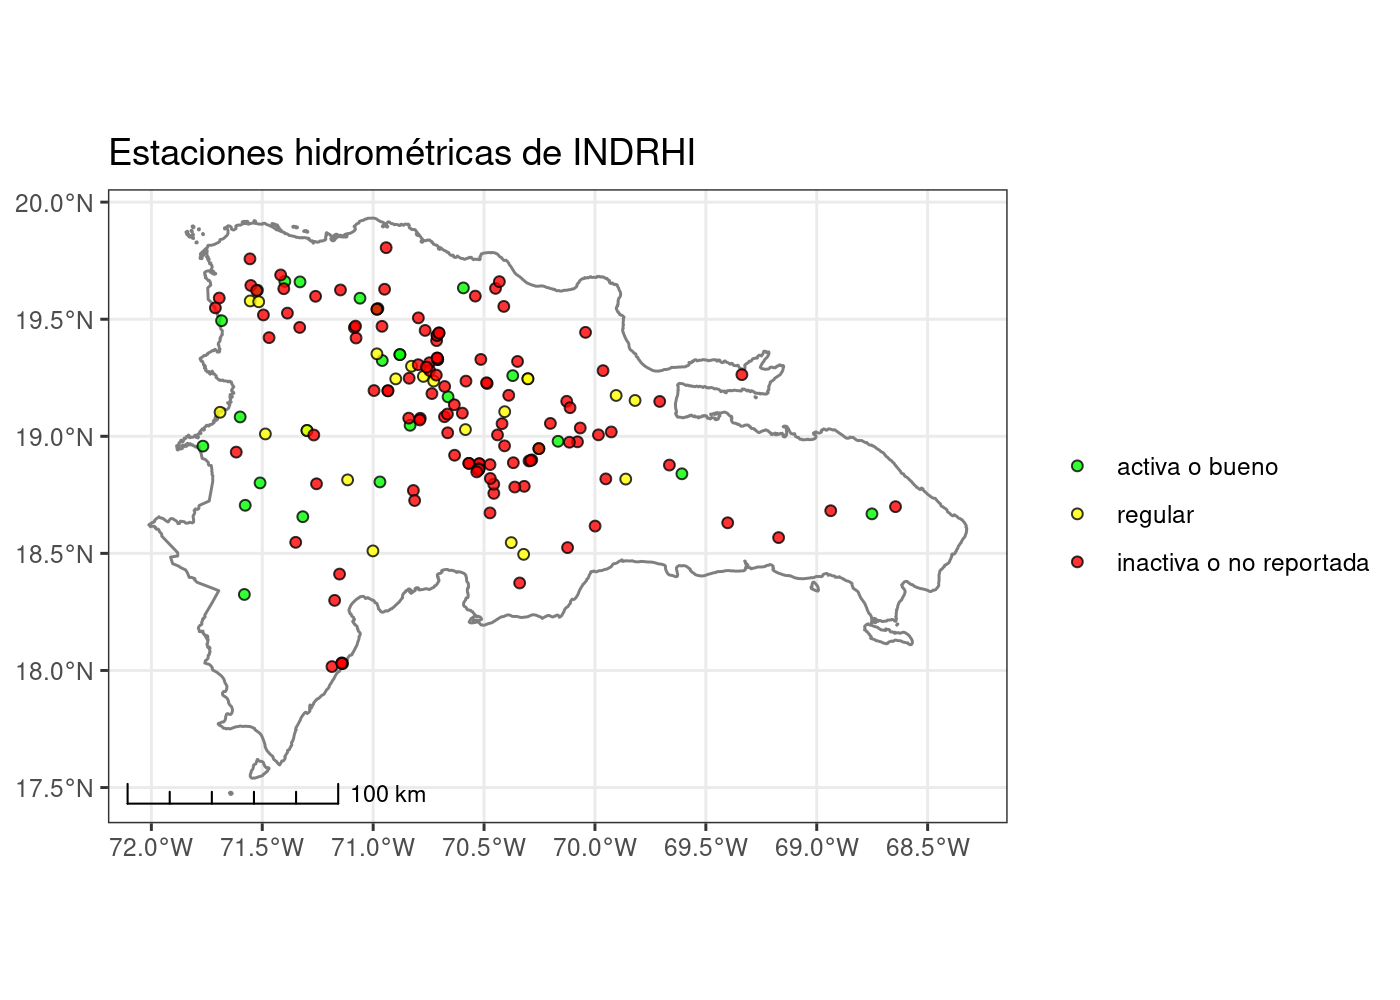 Estaciones hidrométricas de INDRHI
20.0°N
19.5°N
19.0°N
18.5°N
18.0°N
17.5°N
100 km
72.0°W 71.5°W 71.0°W 70.5°W 70.0°W 69.5°W 69.0°W 68.5°W
activa o bueno
regular
inactiva o no reportada